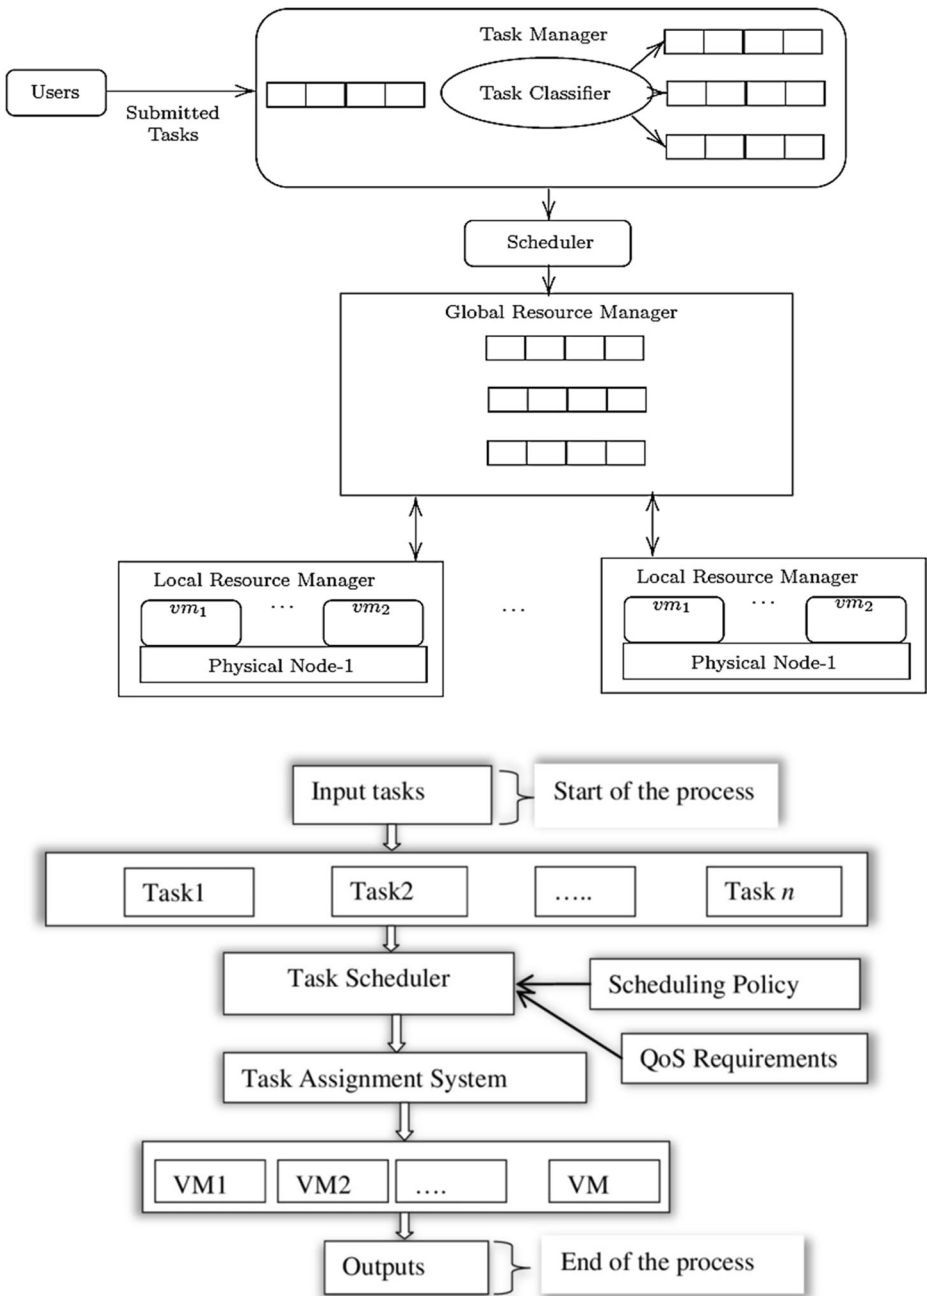 Task Manager
Users
Task Classifier
Submitted
Tasks
Scheduler
Global Resource Manager
Local Resource Manager
vm₁ ... vm₂
Physical Node-1
...
Local Resource Manager
vm₁ ... vm₂
Physical Node-1
Input tasks
Start of the process
Task1
Task2
.....
Task n
Task Scheduler
Scheduling Policy
QoS Requirements
Task Assignment System
VM1
VM2
....
VM
Outputs
End of the process